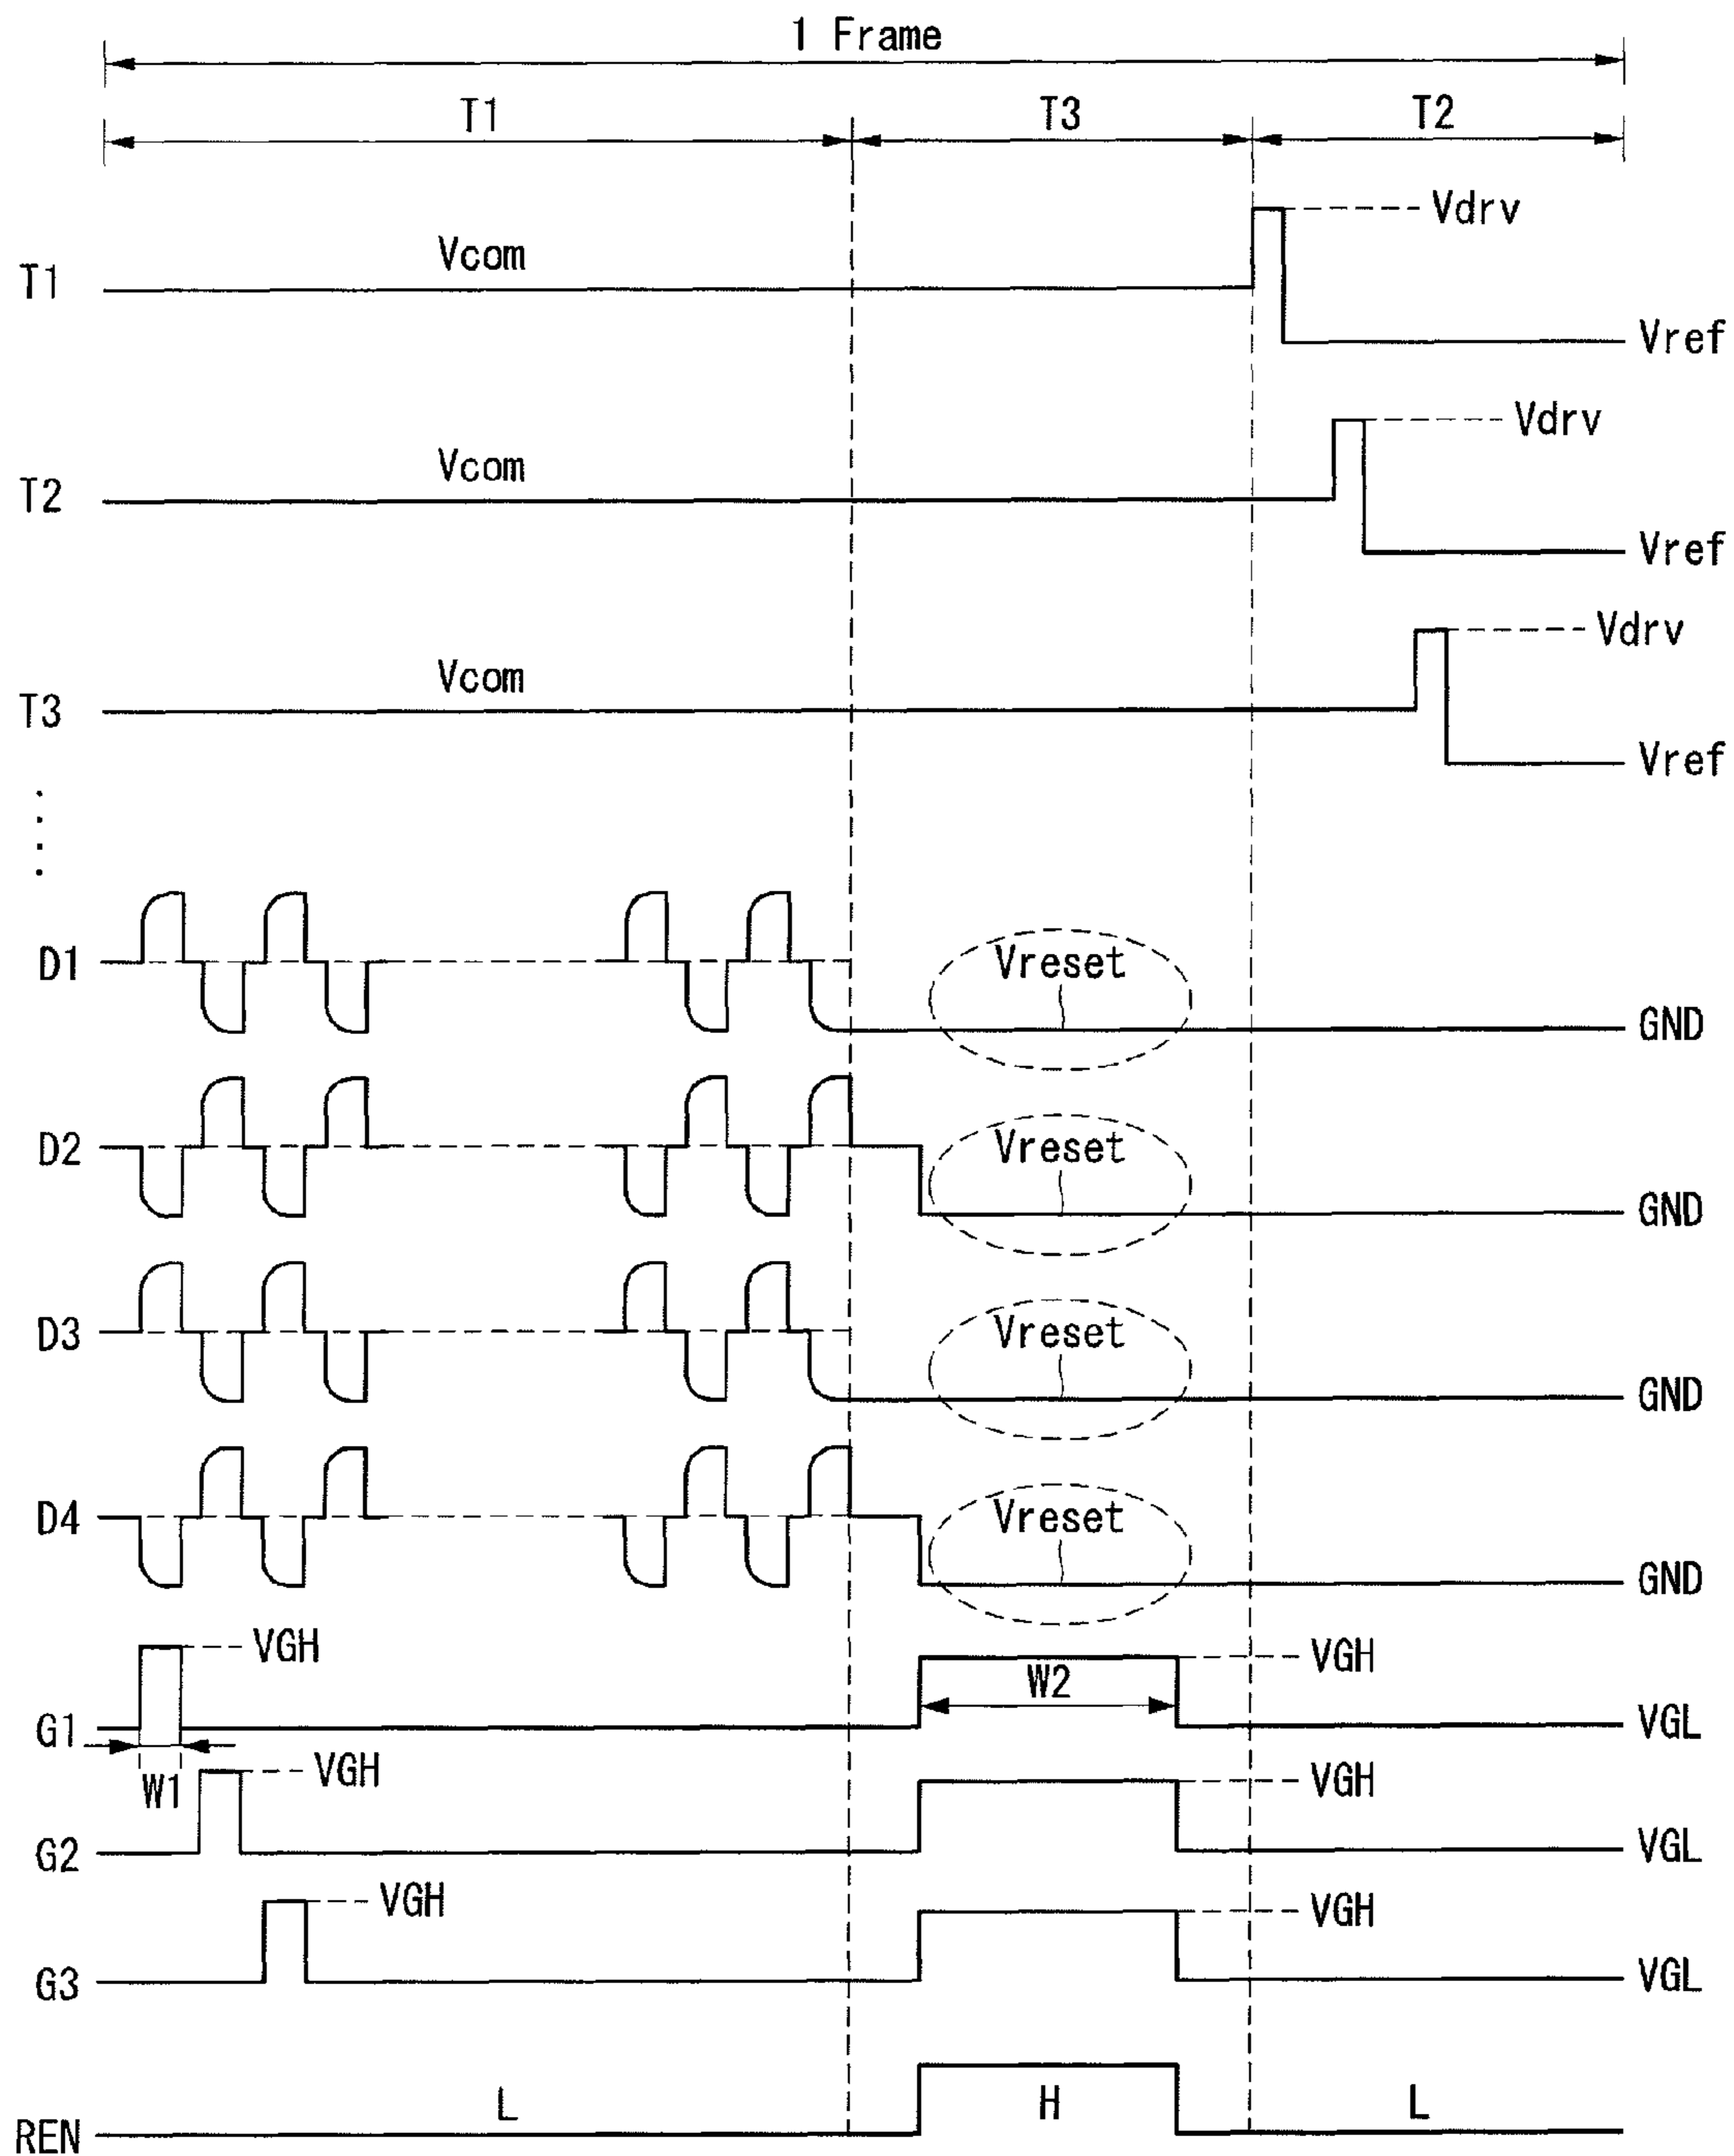 1 Frame
T1 T3 T2
Vdrv
Vcom
T1
Vref
Vdrv
Vcom
T2
Vref
Vdrv
Vcom
T3
Vref
D1 Vreset
GND
D2 Vreset
GND
D3 Vreset
GND
D4 Vreset
GND
VGH VGH
W2
G1 VGL
VGH VGH
W1
G2 VGL
VGH VGH
G3 VGL
L H L
REN